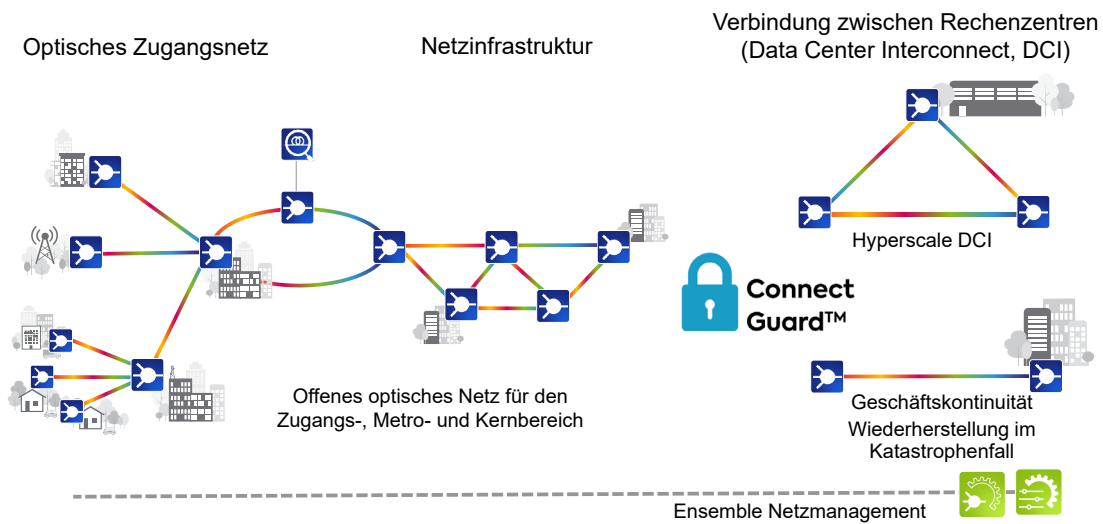 Optisches Zugangsnetz
Netzinfrastruktur
Verbindung zwischen Rechenzentren
(Data Center Interconnect, DCI)
Hyperscale DCI
Connect
Guard™
Offenes optisches Netz für den
Zugangs-, Metro- und Kernbereich
Geschäftskontinuität
Wiederherstellung im
Katastrophenfall
Ensemble Netzmanagement